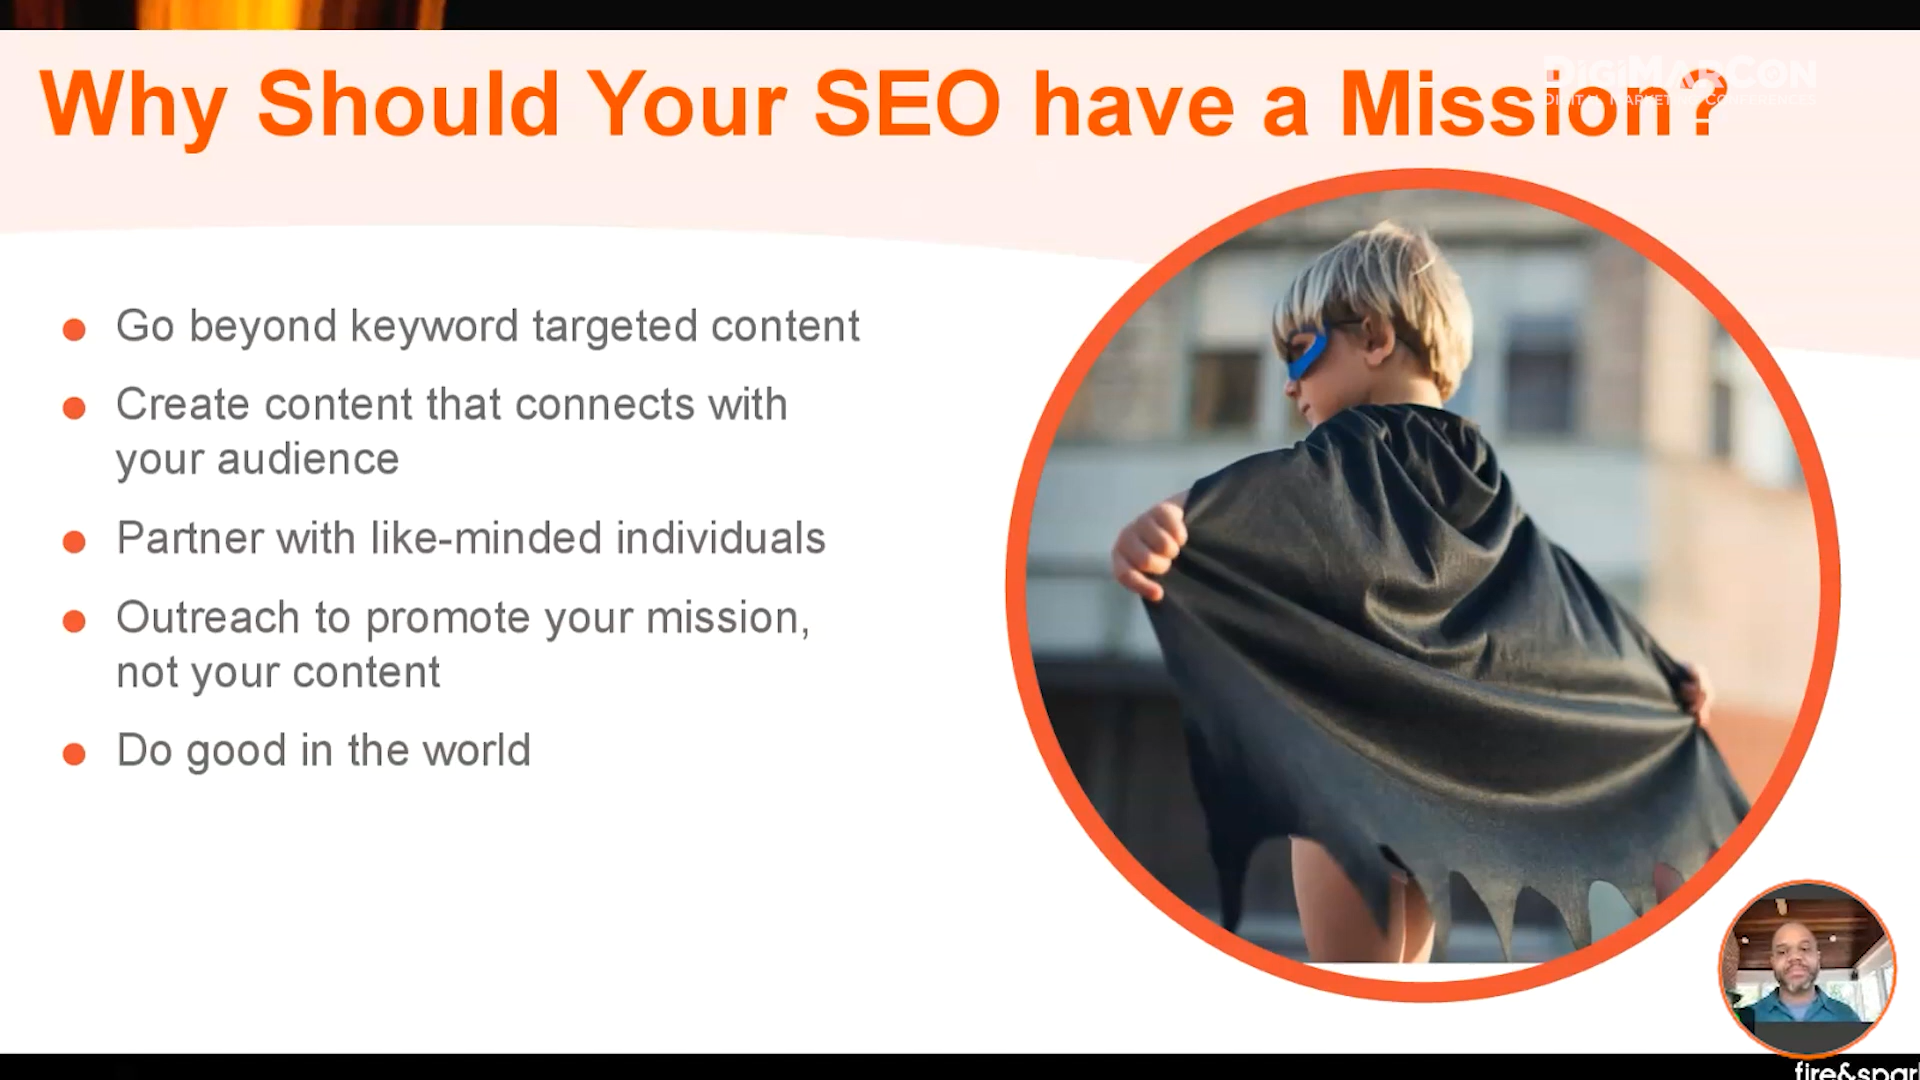 Why Should Your SEO have a Mission?
DIGIMARCON
DIGITAL MARKETING CONFERENCES
Go beyond keyword targeted content
Create content that connects with
your audience
Partner with like-minded individuals
Outreach to promote your mission,
not your content
Do good in the world
fire&spark